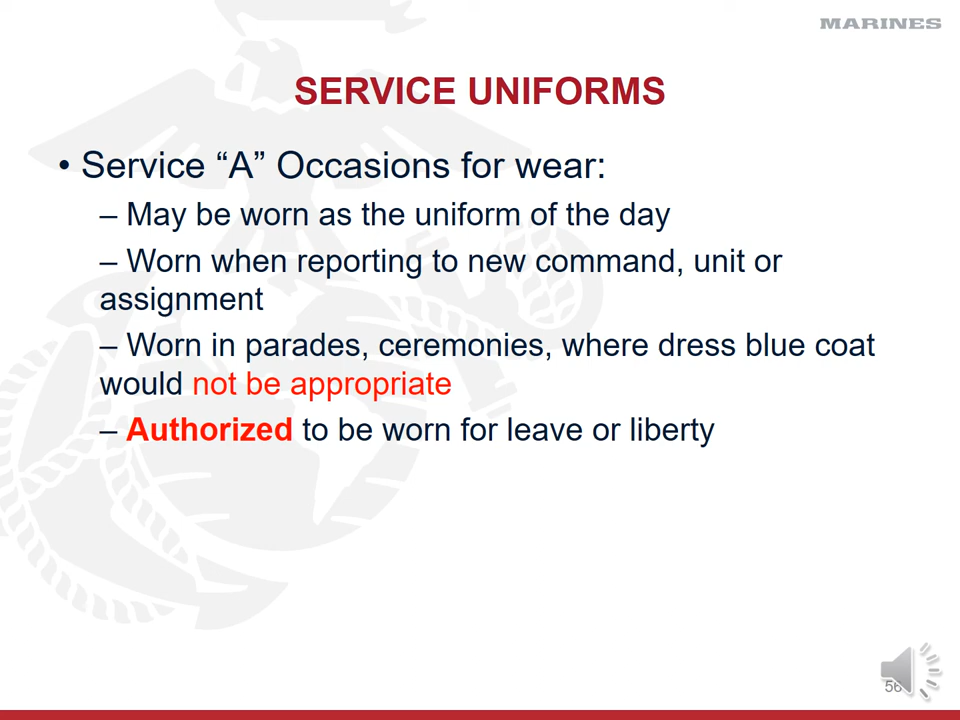 MARINES
SERVICE UNIFORMS
• Service “A” Occasions for wear:
– May be worn as the uniform of the day
– Worn when reporting to new command, unit or
assignment
– Worn in parades, ceremonies, where dress blue coat
would not be appropriate
– Authorized to be worn for leave or liberty